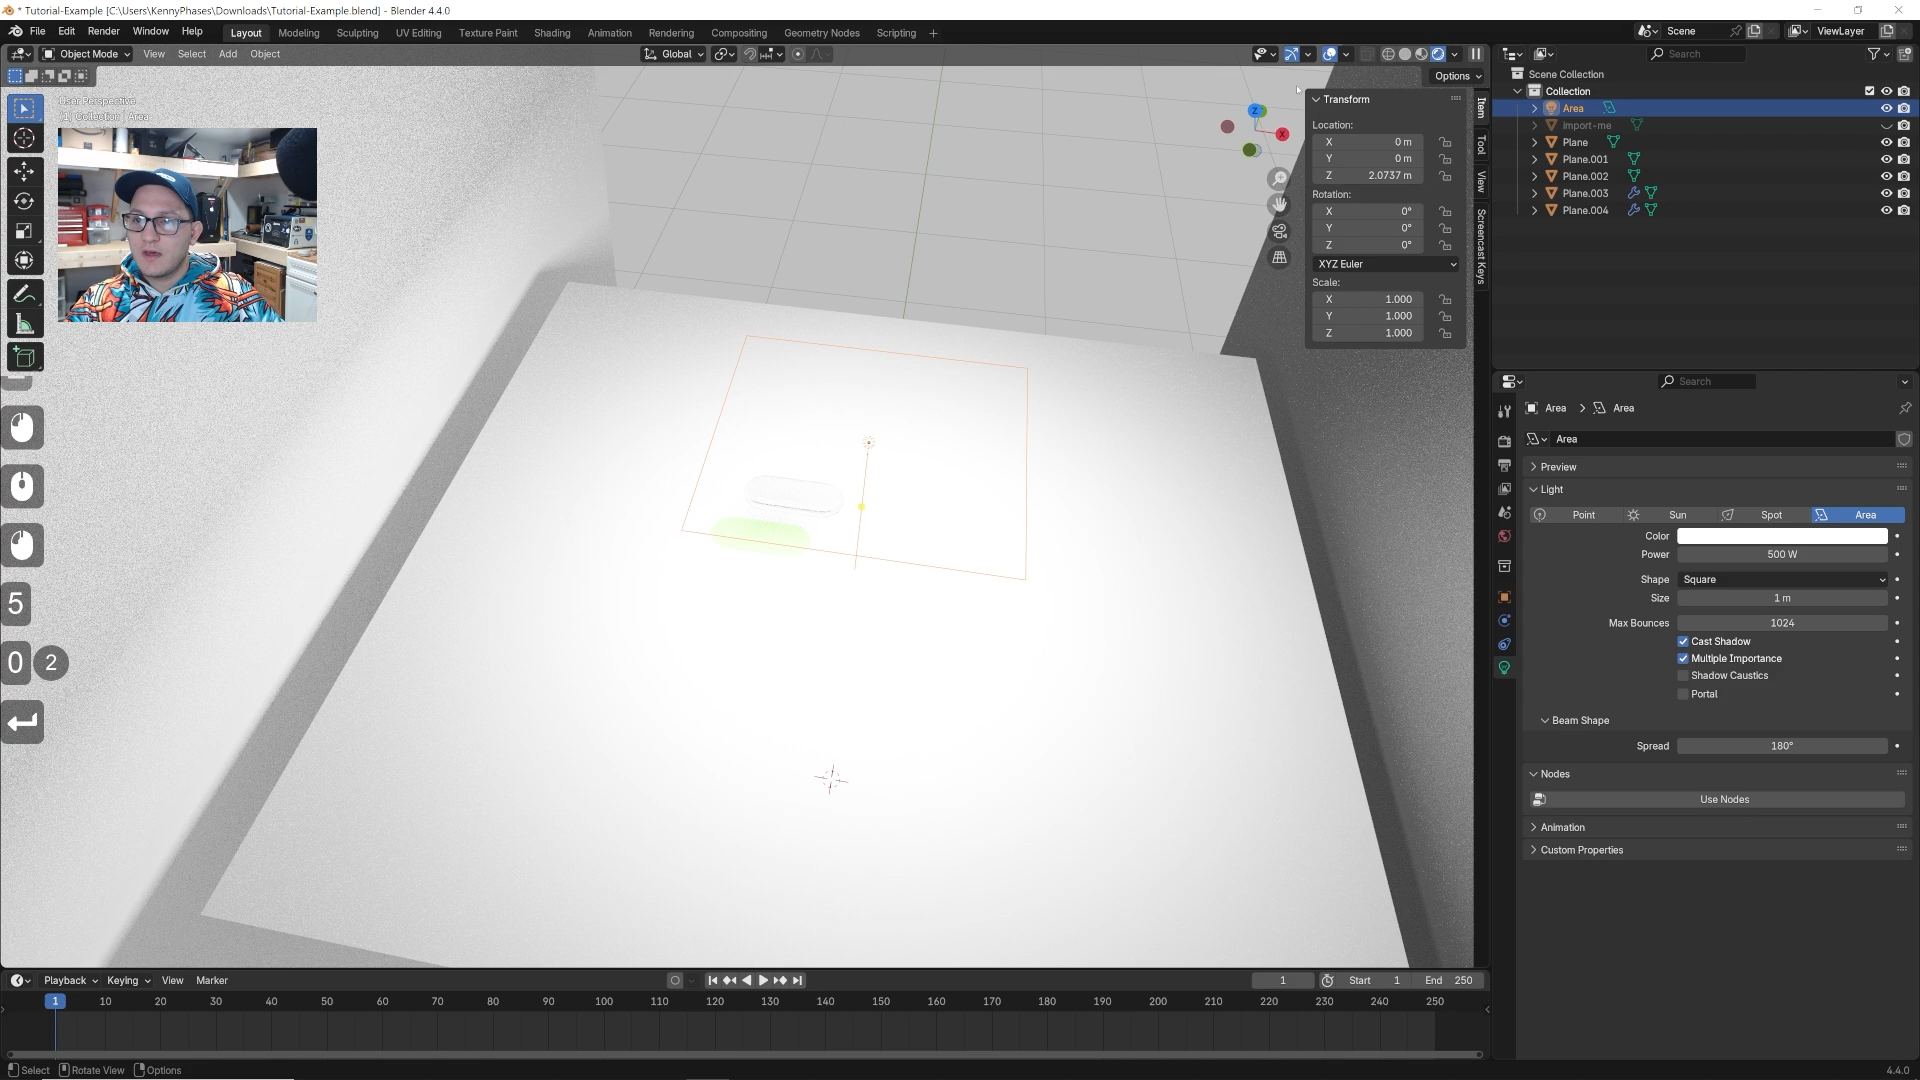 * Tutorial-Example [C:\Users\KennyPhases\Downloads\Tutorial-Example.blend] - Blender 4.4.0
File Edit Render Window Help Layout Modeling Sculpting UV Editing Texture Paint Shading Animation Rendering Compositing Geometry Nodes Scripting + Scene ViewLayer
Object Mode View Select Add Object Global Search
Options
Scene Collection
Collection
Area
import-me
Plane
Plane.001
Plane.002
Plane.003
Plane.004
User Perspective
(1) Collection | Area
Z
X
Transform
Location:
X 0 m
Y 0 m
Z 2.0737 m
Rotation:
X 0°
Y 0°
Z 0°
XYZ Euler
Scale:
X 1.000
Y 1.000
Z 1.000
Item
Tool
View
Screencast Keys
5
0 2
Search
Area > Area
Area
Preview
Light
Point Sun Spot Area
Color
Power 500 W
Shape Square
Size 1 m
Max Bounces 1024
Cast Shadow
Multiple Importance
Shadow Caustics
Portal
Beam Shape
Spread 180°
Nodes
Use Nodes
Animation
Custom Properties
Playback Keying View Marker 1 Start 1 End 250
1 10 20 30 40 50 60 70 80 90 100 110 120 130 140 150 160 170 180 190 200 210 220 230 240 250
Select Rotate View Options 4.4.0